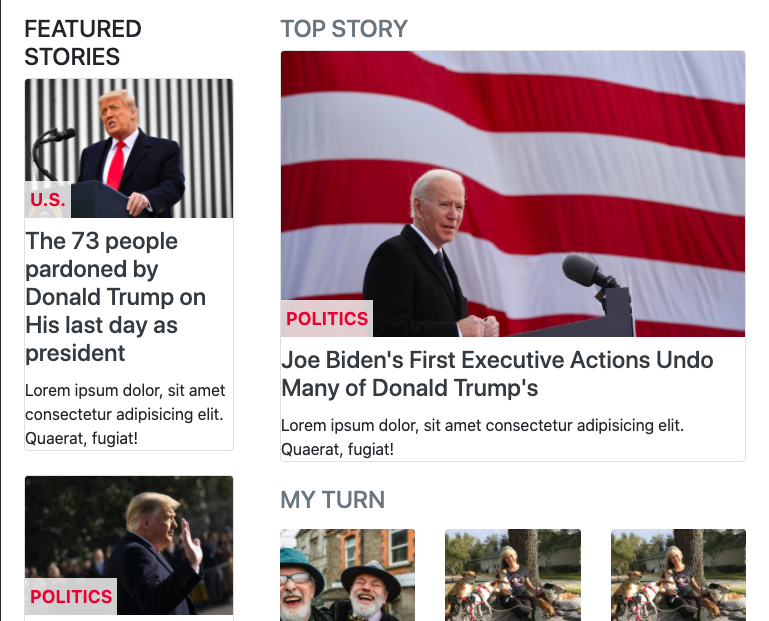 FEATURED
STORIES
U.S.
The 73 people
pardoned by
Donald Trump on
His last day as
president
Lorem ipsum dolor, sit amet
consectetur adipisicing elit.
Quaerat, fugiat!
POLITICS
TOP STORY
POLITICS
Joe Biden's First Executive Actions Undo
Many of Donald Trump's
Lorem ipsum dolor, sit amet consectetur adipisicing elit.
Quaerat, fugiat!
MY TURN